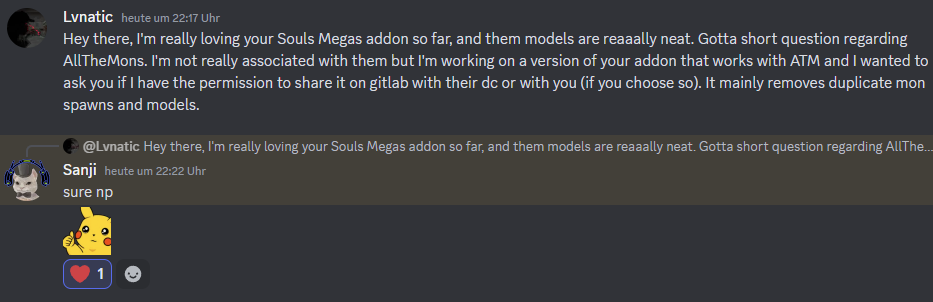 Lvnatic heute um 22:17 Uhr
Hey there, I'm really loving your Souls Megas addon so far, and them models are reaaally neat. Gotta short question regarding
AllTheMons. I'm not really associated with them but I'm working on a version of your addon that works with ATM and I wanted to
ask you if I have the permission to share it on gitlab with their dc or with you (if you choose so). It mainly removes duplicate mon
spawns and models.
@Lvnatic Hey there, I'm really loving your Souls Megas addon so far, and them models are reaaally neat. Gotta short question regarding AllThe...
Sanji heute um 22:22 Uhr
sure np
1